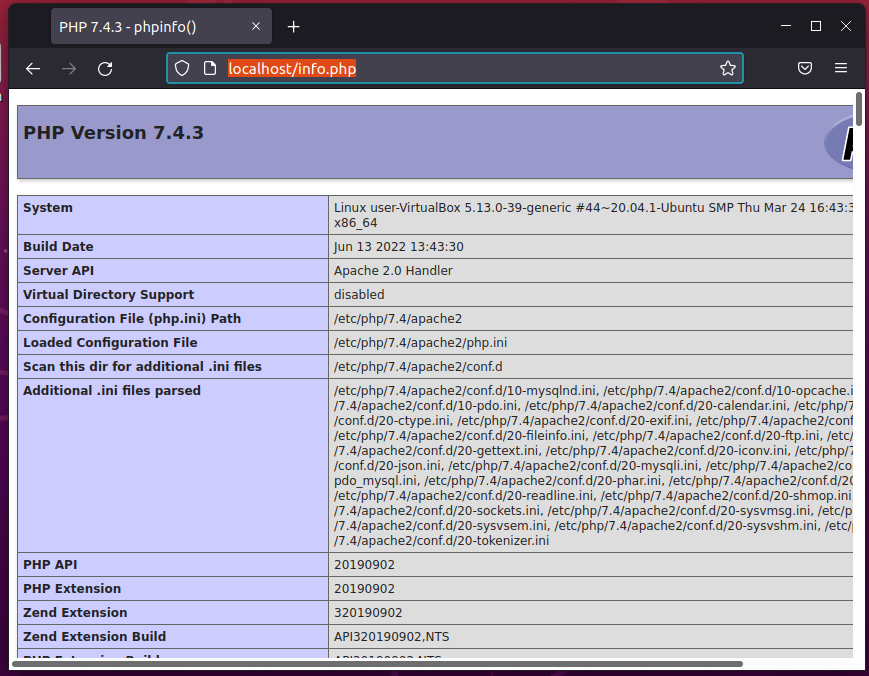 PHP 7.4.3 - phpinfo()
localhost/info.php
PHP Version 7.4.3
System
Linux user-VirtualBox 5.13.0-39-generic #44~20.04.1-Ubuntu SMP Thu Mar 24 16:43:3
x86_64
Build Date
Jun 13 2022 13:43:30
Server API
Apache 2.0 Handler
Virtual Directory Support
disabled
Configuration File (php.ini) Path
/etc/php/7.4/apache2
Loaded Configuration File
/etc/php/7.4/apache2/php.ini
Scan this dir for additional .ini files
/etc/php/7.4/apache2/conf.d
Additional .ini files parsed
/etc/php/7.4/apache2/conf.d/10-mysqlnd.ini, /etc/php/7.4/apache2/conf.d/10-opcache.i
/7.4/apache2/conf.d/10-pdo.ini, /etc/php/7.4/apache2/conf.d/20-calendar.ini, /etc/php/7
/conf.d/20-ctype.ini, /etc/php/7.4/apache2/conf.d/20-exif.ini, /etc/php/7.4/apache2/conf
/etc/php/7.4/apache2/conf.d/20-fileinfo.ini, /etc/php/7.4/apache2/conf.d/20-ftp.ini, /etc/
/7.4/apache2/conf.d/20-gettext.ini, /etc/php/7.4/apache2/conf.d/20-iconv.ini, /etc/php/7
/conf.d/20-json.ini, /etc/php/7.4/apache2/conf.d/20-mysqli.ini, /etc/php/7.4/apache2/co
pdo_mysql.ini, /etc/php/7.4/apache2/conf.d/20-phar.ini, /etc/php/7.4/apache2/conf.d/20
/etc/php/7.4/apache2/conf.d/20-readline.ini, /etc/php/7.4/apache2/conf.d/20-shmop.ini
/7.4/apache2/conf.d/20-sockets.ini, /etc/php/7.4/apache2/conf.d/20-sysvmsg.ini, /etc/p
/7.4/apache2/conf.d/20-sysvsem.ini, /etc/php/7.4/apache2/conf.d/20-sysvshm.ini, /etc/
/7.4/apache2/conf.d/20-tokenizer.ini
PHP API
20190902
PHP Extension
20190902
Zend Extension
320190902
Zend Extension Build
API320190902,NTS